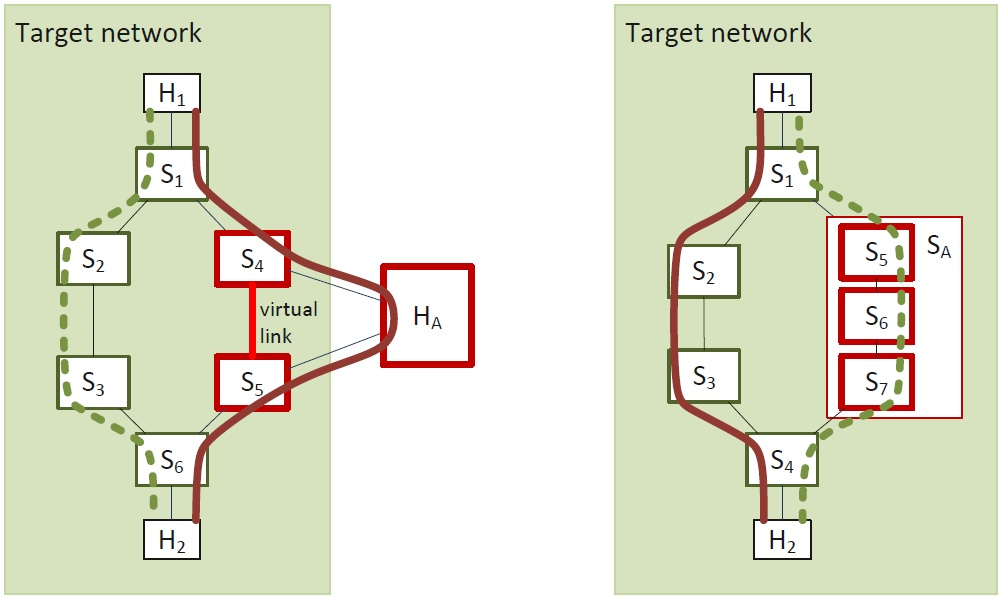 Target network
H1
S1
S2
S4
virtual
link
HA
S3
S5
S6
H2
Target network
H1
S1
S5
SA
S2
S6
S3
S7
S4
H2